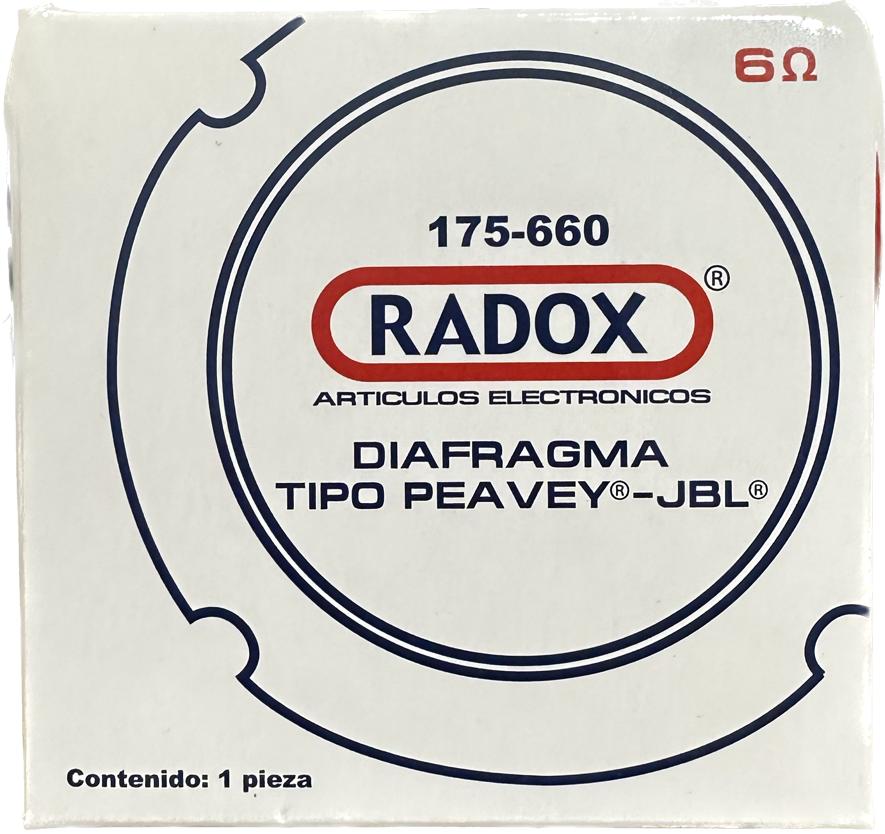 6Ω
175-660
RADOX®
ARTICULOS ELECTRONICOS
DIAFRAGMA
TIPO PEAVEY®-JBL®
Contenido: 1 pieza